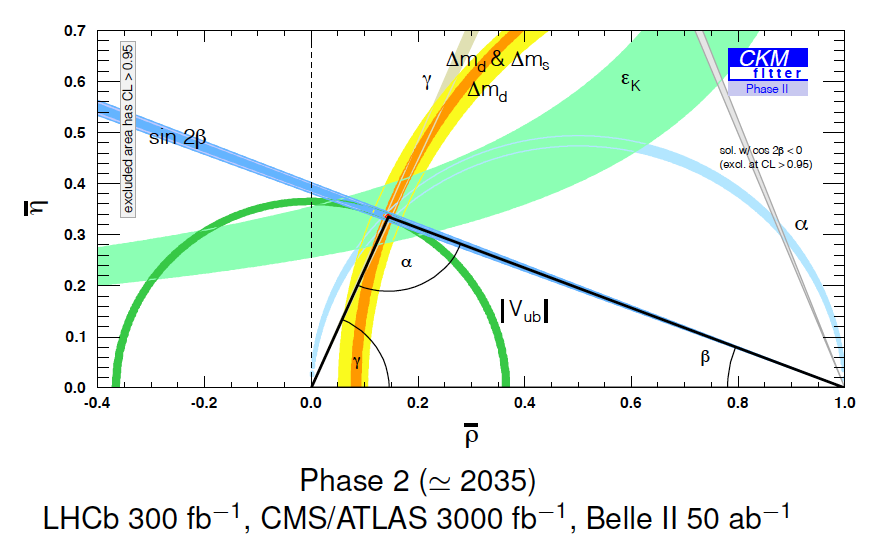 0.7
0.6
0.5
0.4
0.3
0.2
0.1
0.0
-0.4
-0.2
0.0
0.2
0.4
0.6
0.8
1.0
η̅
ρ̅
excluded area has CL > 0.95
sin 2β
γ
Δm_d & Δm_s
Δm_d
ε_K
CKM
fitter
Phase II
sol. w/ cos 2β < 0
(excl. at CL > 0.95)
α
α
|V_ub|
γ
β
Phase 2 (≃ 2035)
LHCb 300 fb⁻¹, CMS/ATLAS 3000 fb⁻¹, Belle II 50 ab⁻¹